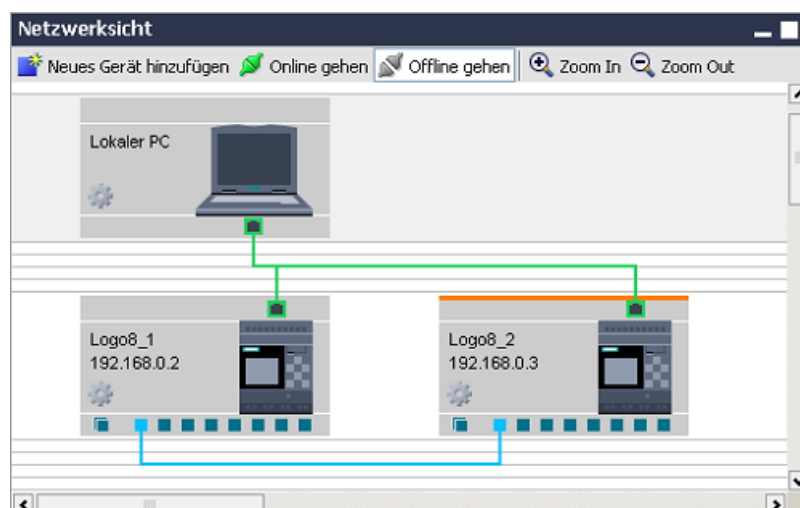 Netzwerksicht
Neues Gerät hinzufügen Online gehen Offline gehen Zoom In Zoom Out
Lokaler PC
Logo8_1 Logo8_2
192.168.0.2 192.168.0.3